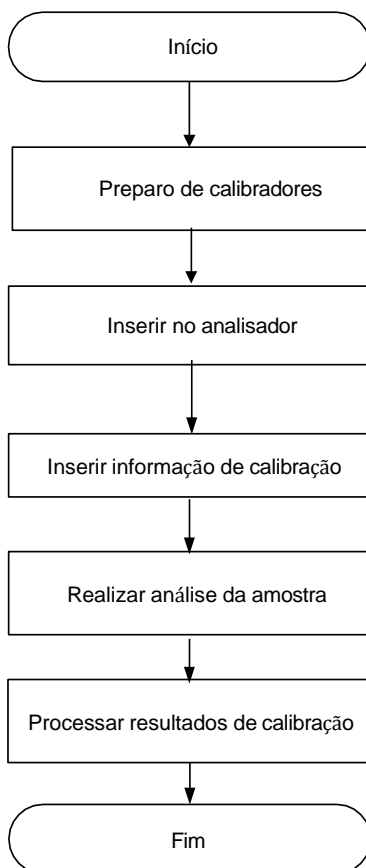 Início
Preparo de calibradores
Inserir no analisador
Inserir informação de calibração
Realizar análise da amostra
Processar resultados de calibração
Fim